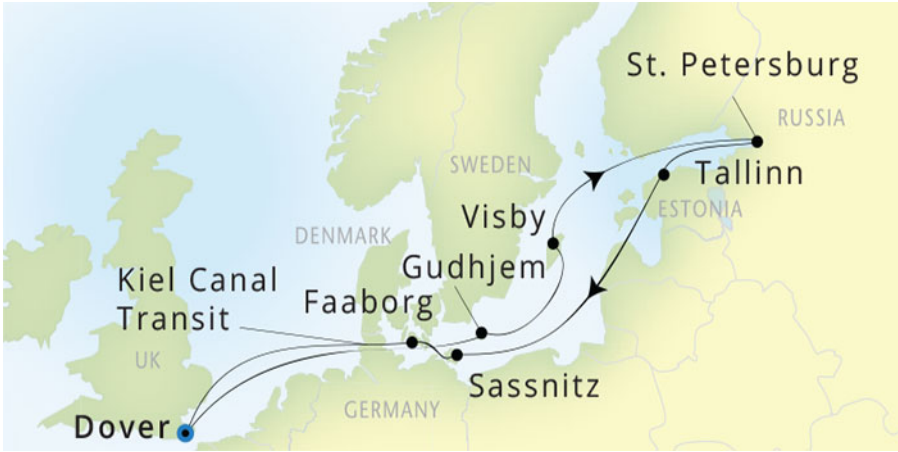 St. Petersburg
RUSSIA
SWEDEN
Tallinn
ESTONIA
Visby
DENMARK
Gudhjem
Kiel Canal
Transit
Faaborg
UK
Sassnitz
GERMANY
Dover